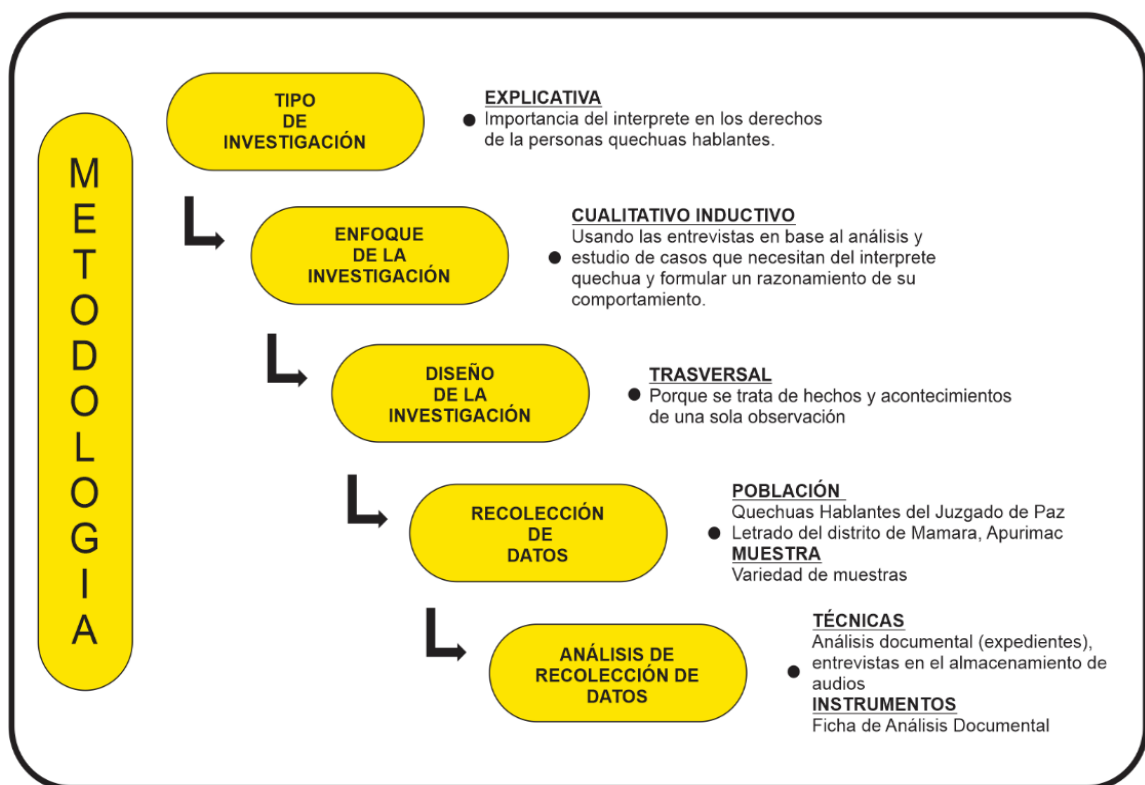 METODOLOGIA
TIPO
DE
INVESTIGACIÓN
EXPLICATIVA
Importancia del interprete en los derechos
de la personas quechuas hablantes.
ENFOQUE
DE LA
INVESTIGACIÓN
CUALITATIVO INDUCTIVO
Usando las entrevistas en base al análisis y
estudio de casos que necesitan del interprete
quechua y formular un razonamiento de su
comportamiento.
DISEÑO
DE LA
INVESTIGACIÓN
TRASVERSAL
Porque se trata de hechos y acontecimientos
de una sola observación
RECOLECCIÓN
DE
DATOS
POBLACIÓN
Quechuas Hablantes del Juzgado de Paz
Letrado del distrito de Mamara, Apurimac
MUESTRA
Variedad de muestras
ANÁLISIS DE
RECOLECCIÓN DE
DATOS
TÉCNICAS
Análisis documental (expedientes),
entrevistas en el almacenamiento de
audios
INSTRUMENTOS
Ficha de Análisis Documental